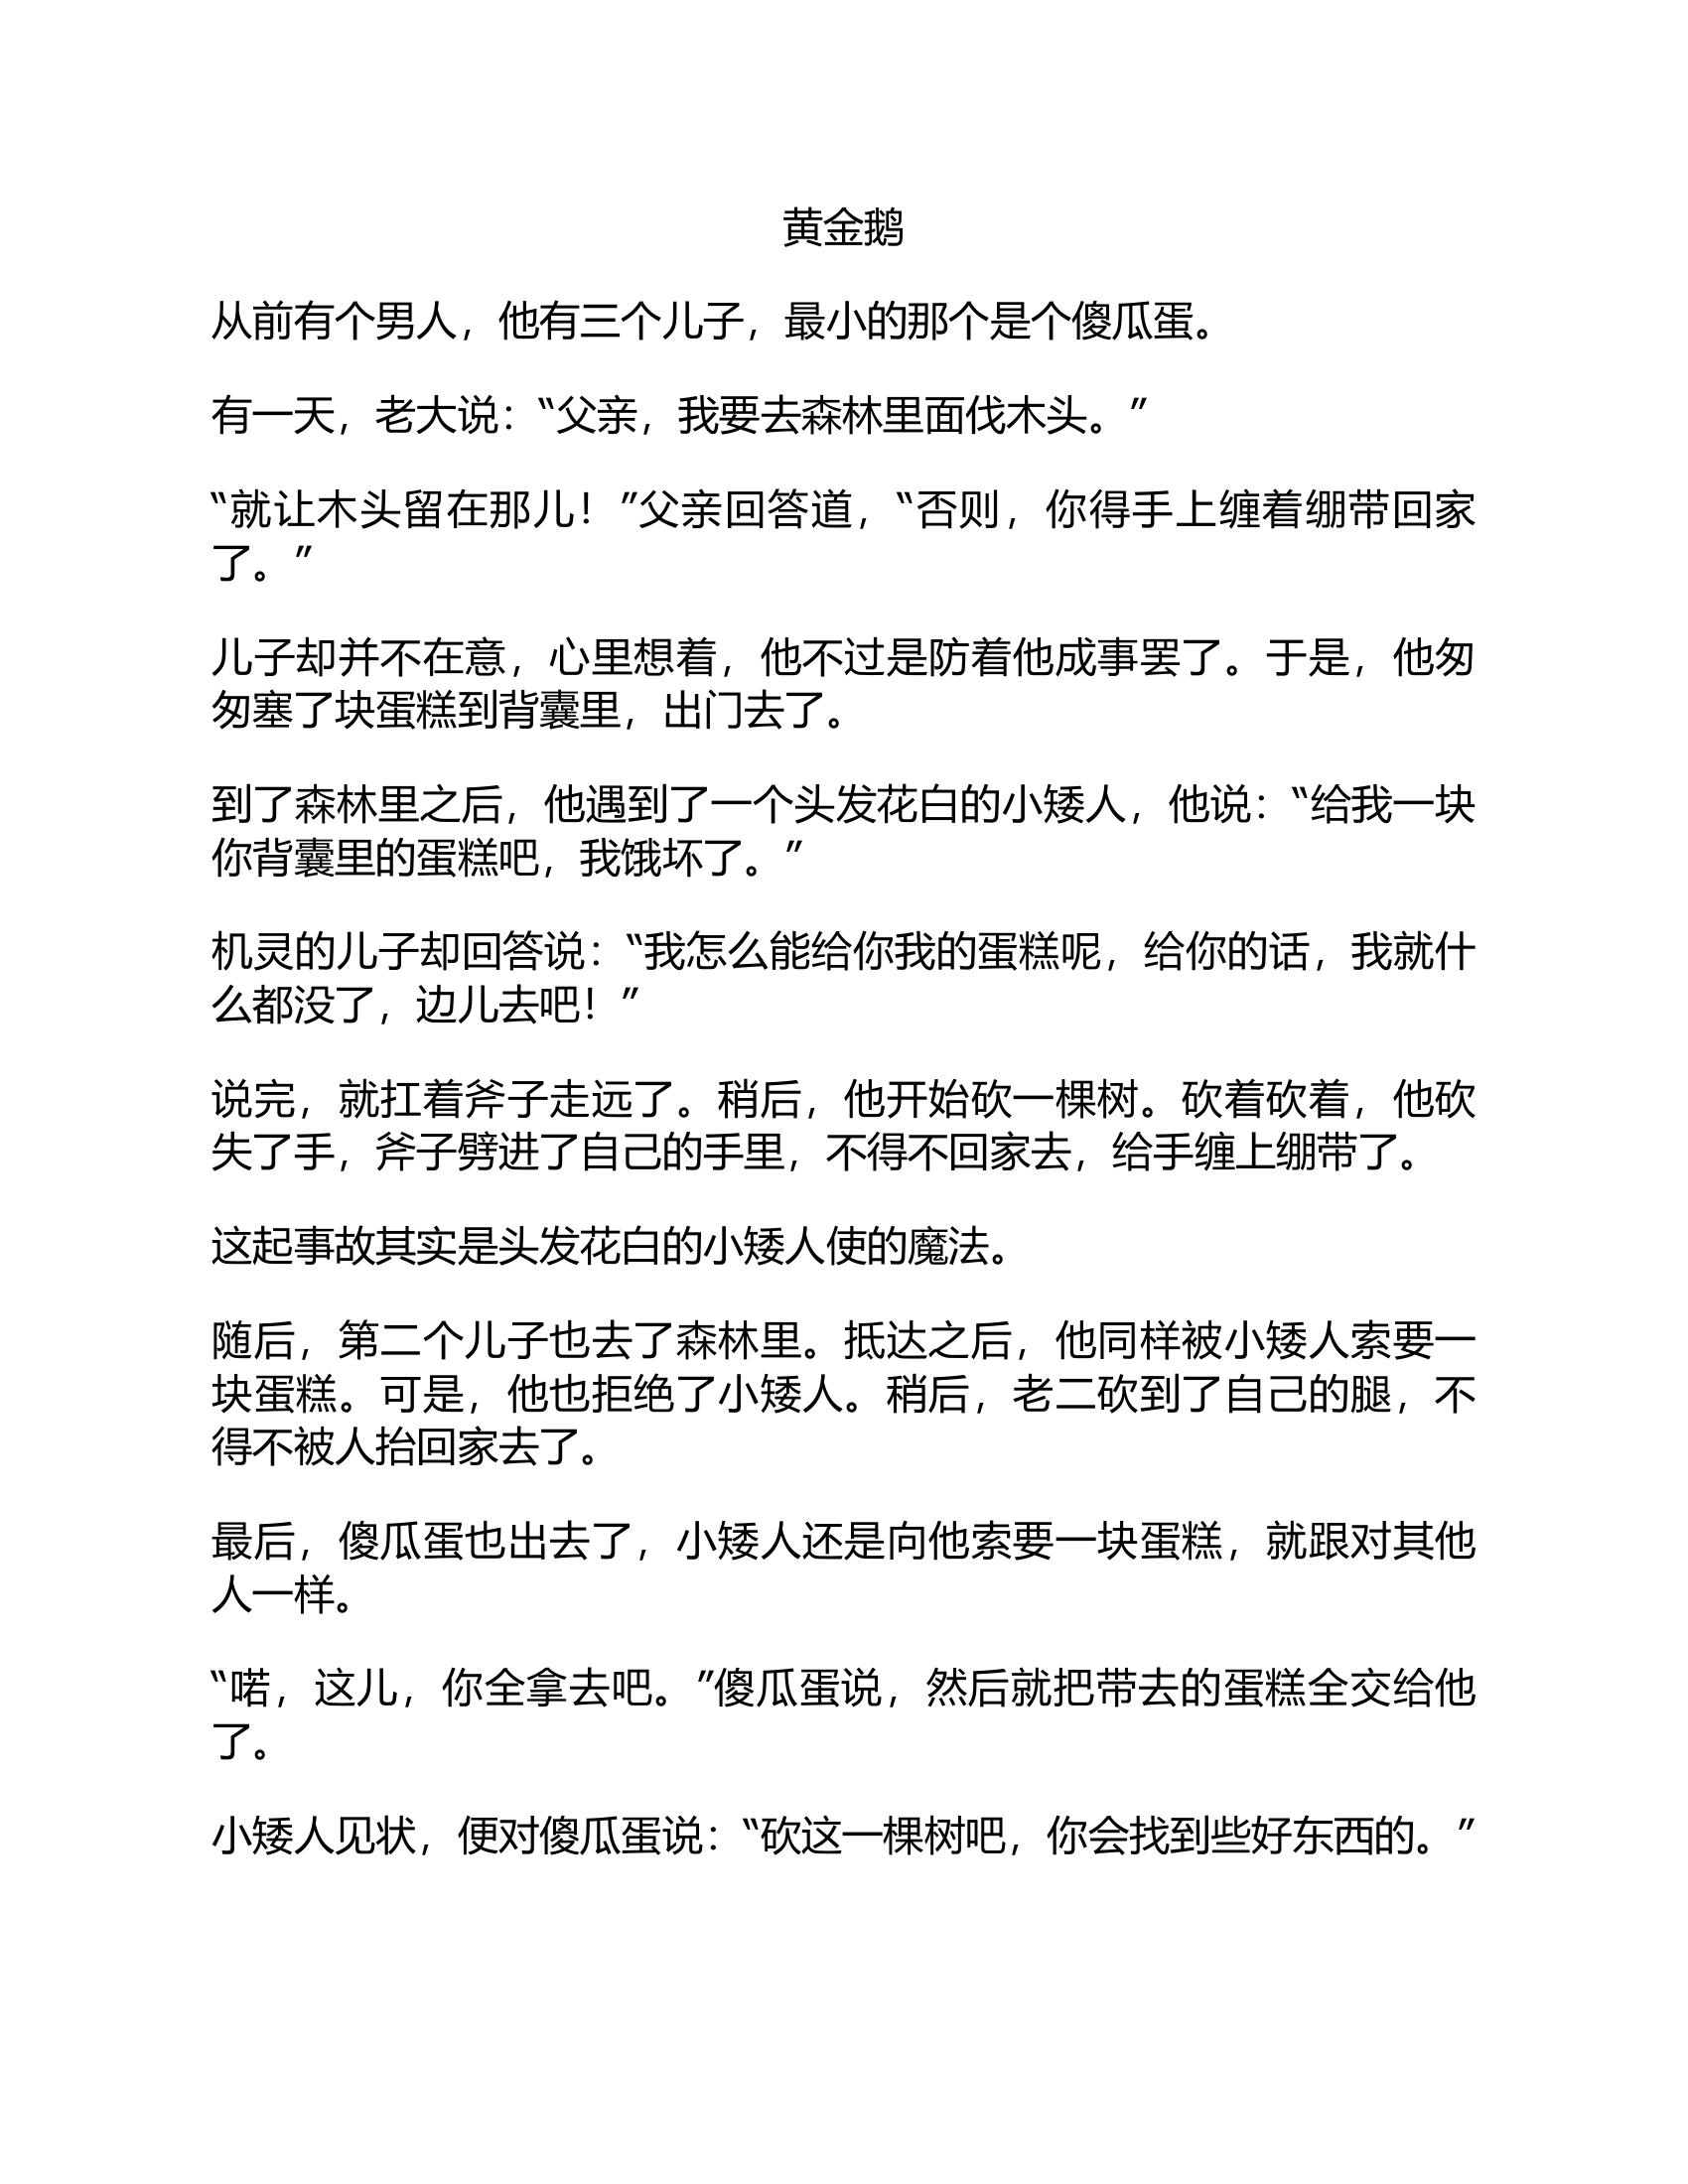 黄金鹅
从前有个男人，他有三个儿子，最小的那个是个傻瓜蛋。
有一天，老大说：“父亲，我要去森林里面伐木头。”
“就让木头留在那儿！”父亲回答道，“否则，你得手上缠着绷带回家
了。”
儿子却并不在意，心里想着，他不过是防着他成事罢了。于是，他匆
匆塞了块蛋糕到背囊里，出门去了。
到了森林里之后，他遇到了一个头发花白的小矮人，他说：“给我一块
你背囊里的蛋糕吧，我饿坏了。”
机灵的儿子却回答说：“我怎么能给你我的蛋糕呢，给你的话，我就什
么都没了，边儿去吧！”
说完，就扛着斧子走远了。稍后，他开始砍一棵树。砍着砍着，他砍
失了手，斧子劈进了自己的手里，不得不回家去，给手缠上绷带了。
这起事故其实是头发花白的小矮人使的魔法。
随后，第二个儿子也去了森林里。抵达之后，他同样被小矮人索要一
块蛋糕。可是，他也拒绝了小矮人。稍后，老二砍到了自己的腿，不
得不被人抬回家去了。
最后，傻瓜蛋也出去了，小矮人还是向他索要一块蛋糕，就跟对其他
人一样。
“喏，这儿，你全拿去吧。”傻瓜蛋说，然后就把带去的蛋糕全交给他
了。
小矮人见状，便对傻瓜蛋说：“砍这一棵树吧，你会找到些好东西的。”